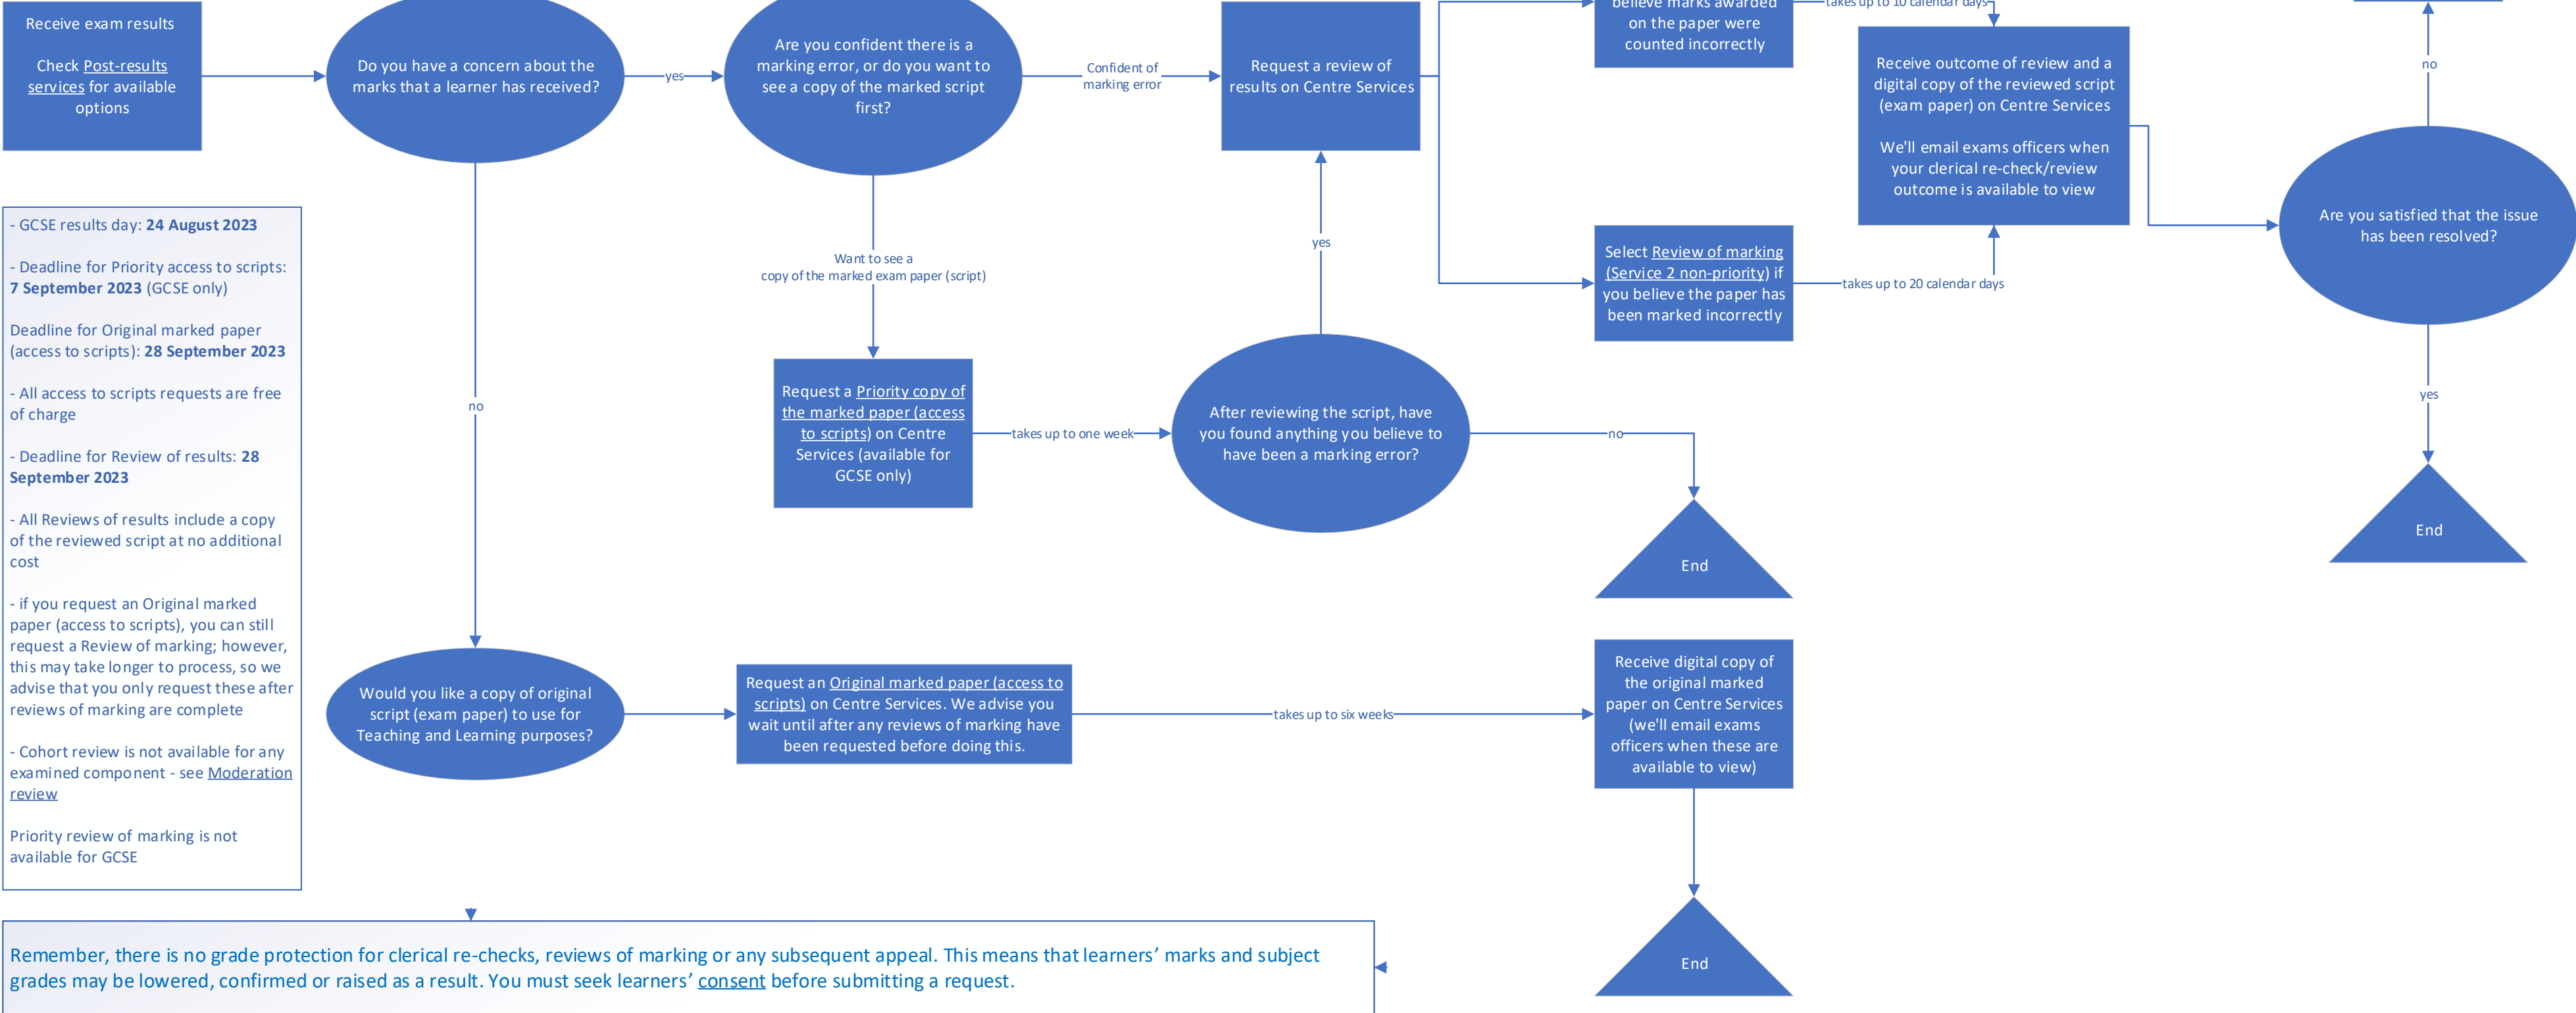 Receive exam results
Check Post-results
services for available
options
Do you have a concern about the
marks that a learner has received?
yes
Are you confident there is a
marking error, or do you want to
see a copy of the marked script
first?
Confident of
marking error
Request a review of
results on Centre Services
believe marks awarded
on the paper were
counted incorrectly
takes up to 10 calendar days
Receive outcome of review and a
digital copy of the reviewed script
(exam paper) on Centre Services
We'll email exams officers when
your clerical re-check/review
outcome is available to view
no
Are you satisfied that the issue
has been resolved?
yes
End
Select Review of marking
(Service 2 non-priority) if
you believe the paper has
been marked incorrectly
takes up to 20 calendar days
yes
Want to see a
copy of the marked exam paper (script)
no
Request a Priority copy of
the marked paper (access
to scripts) on Centre
Services (available for
GCSE only)
takes up to one week
After reviewing the script, have
you found anything you believe to
have been a marking error?
no
End
- GCSE results day: 24 August 2023
- Deadline for Priority access to scripts:
7 September 2023 (GCSE only)
Deadline for Original marked paper
(access to scripts): 28 September 2023
- All access to scripts requests are free
of charge
- Deadline for Review of results: 28
September 2023
- All Reviews of results include a copy
of the reviewed script at no additional
cost
- if you request an Original marked
paper (access to scripts), you can still
request a Review of marking; however,
this may take longer to process, so we
advise that you only request these after
reviews of marking are complete
- Cohort review is not available for any
examined component - see Moderation
review
Priority review of marking is not
available for GCSE
Would you like a copy of original
script (exam paper) to use for
Teaching and Learning purposes?
Request an Original marked paper (access to
scripts) on Centre Services. We advise you
wait until after any reviews of marking have
been requested before doing this.
takes up to six weeks
Receive digital copy of
the original marked
paper on Centre Services
(we'll email exams
officers when these are
available to view)
End
Remember, there is no grade protection for clerical re-checks, reviews of marking or any subsequent appeal. This means that learners’ marks and subject
grades may be lowered, confirmed or raised as a result. You must seek learners’ consent before submitting a request.